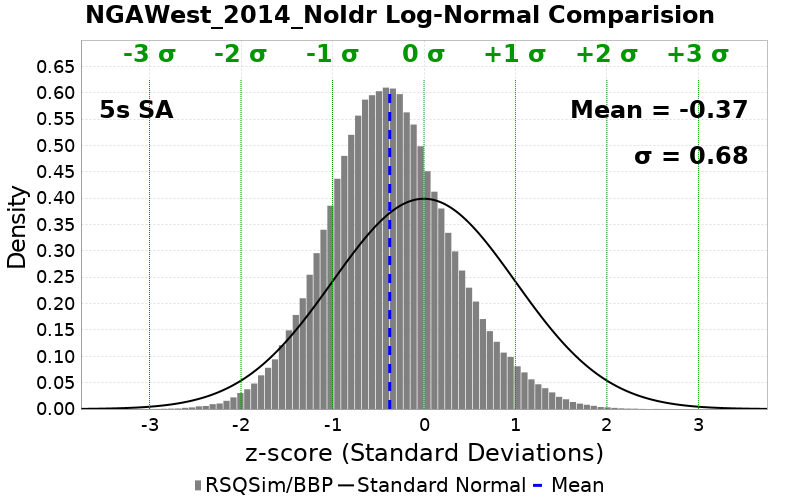 NGAWest_2014_NoIdr Log-Normal Comparision
-3 σ -2 σ -1 σ 0 σ +1 σ +2 σ +3 σ
5s SA
Mean = -0.37
σ = 0.68
Density
0.65
0.60
0.55
0.50
0.45
0.40
0.35
0.30
0.25
0.20
0.15
0.10
0.05
0.00
-3 -2 -1 0 1 2 3
z-score (Standard Deviations)
RSQSim/BBP Standard Normal Mean